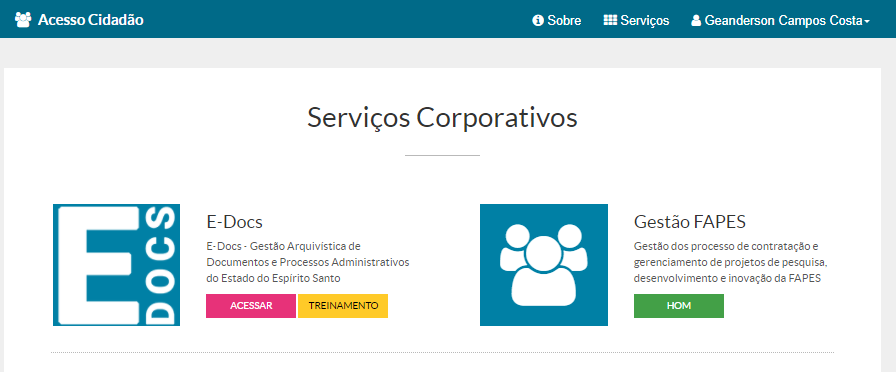 Acesso Cidadão
Sobre
Serviços
Geanderson Campos Costa
Serviços Corporativos
E DOCS
E-Docs
E-Docs - Gestão Arquivística de
Documentos e Processos Administrativos
do Estado do Espírito Santo
ACESSAR
TREINAMENTO
Gestão FAPES
Gestão dos processo de contratação e
gerenciamento de projetos de pesquisa,
desenvolvimento e inovação da FAPES
HOM